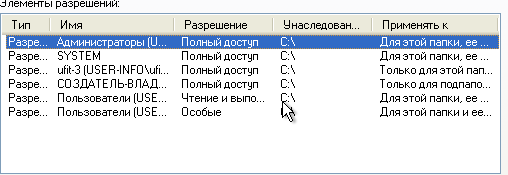 Элементы разрешений:
Тип Имя Разрешение Унаследован... Применять к
Разре... Администраторы (U... Полный доступ C:\ Для этой папки, ее ...
Разре... SYSTEM Полный доступ C:\ Для этой папки, ее ...
Разре... ufit-3 (USER-INFO\ufi... Полный доступ C:\ Только для этой пап...
Разре... СОЗДАТЕЛЬ-ВЛАД... Полный доступ C:\ Только для подпапо...
Разре... Пользователи (USE... Чтение и выпо... C:\ Для этой папки, ее ...
Разре... Пользователи (USE... Особые C:\ Для этой папки и ее...